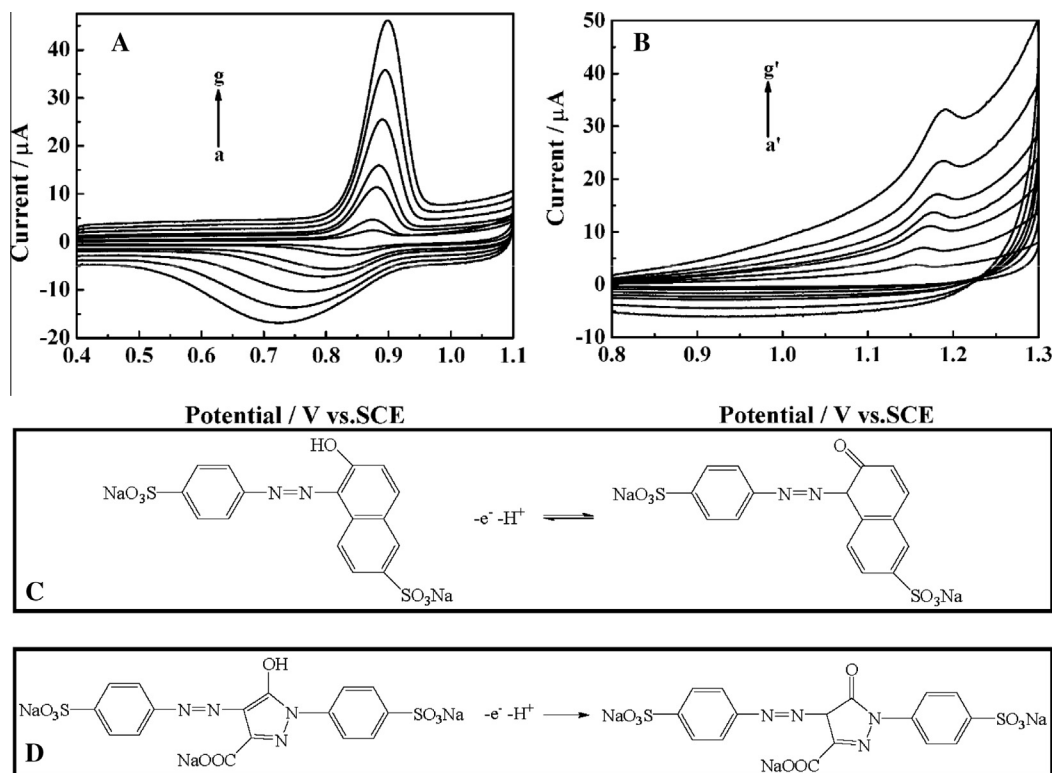 A
B
g
a
g'
a'
Current / μA
40
30
20
10
0
-10
-20
0.4 0.5 0.6 0.7 0.8 0.9 1.0 1.1
Current / μA
50
40
30
20
10
0
-10
0.8 0.9 1.0 1.1 1.2 1.3
Potential / V vs.SCE
Potential / V vs.SCE
HO
NaO₃S
N=N
SO₃Na
-e⁻ -H⁺
O
NaO₃S
N=N
SO₃Na
C
OH
NaO₃S
N=N
N
N
SO₃Na
NaOOC
-e⁻ -H⁺
O
NaO₃S
N=N
N
N
SO₃Na
NaOOC
D